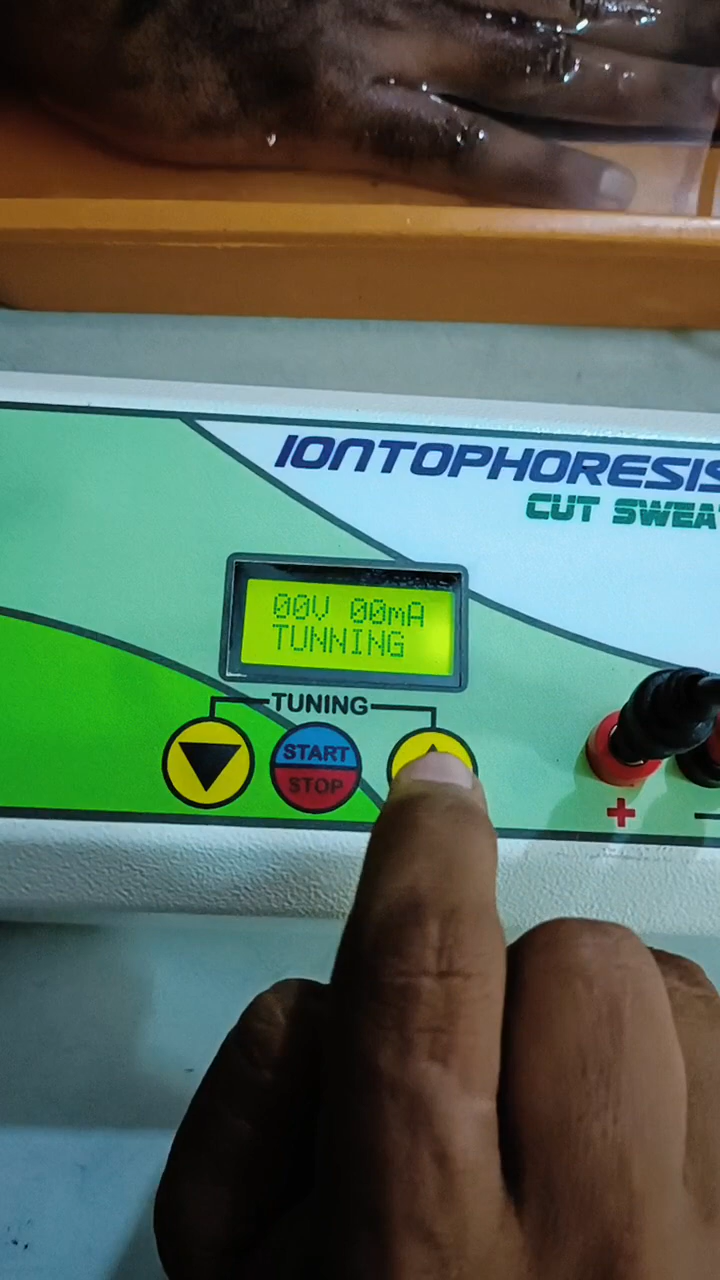 IONTOPHORESIS
CUT SWEA
00V 00mA
TUNNING
TUNING
START
STOP
+
-